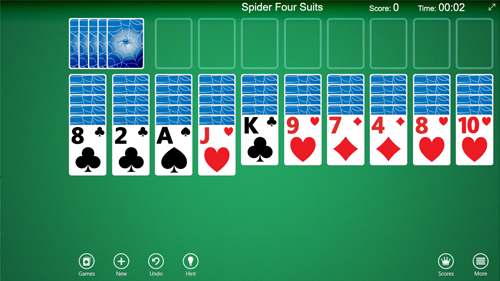 Spider Four Suits Score: 0 Time: 00:02
8 2 A J K 9 7 4 8 10
Games New Undo Hint Scores More